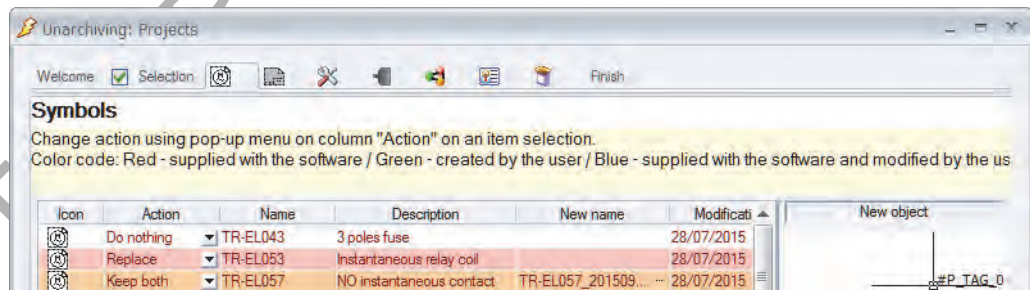 Unarchiving: Projects
Welcome Selection Finish
Symbols
Change action using pop-up menu on column "Action" on an item selection.
Color code: Red - supplied with the software / Green - created by the user / Blue - supplied with the software and modified by the us
Icon Action Name Description New name Modificati New object
Do nothing TR-EL043 3 poles fuse 28/07/2015
Replace TR-EL053 Instantaneous relay coil 28/07/2015
Keep both TR-EL057 NO instantaneous contact TR-EL057_201509... ... 28/07/2015 #P_TAG_0